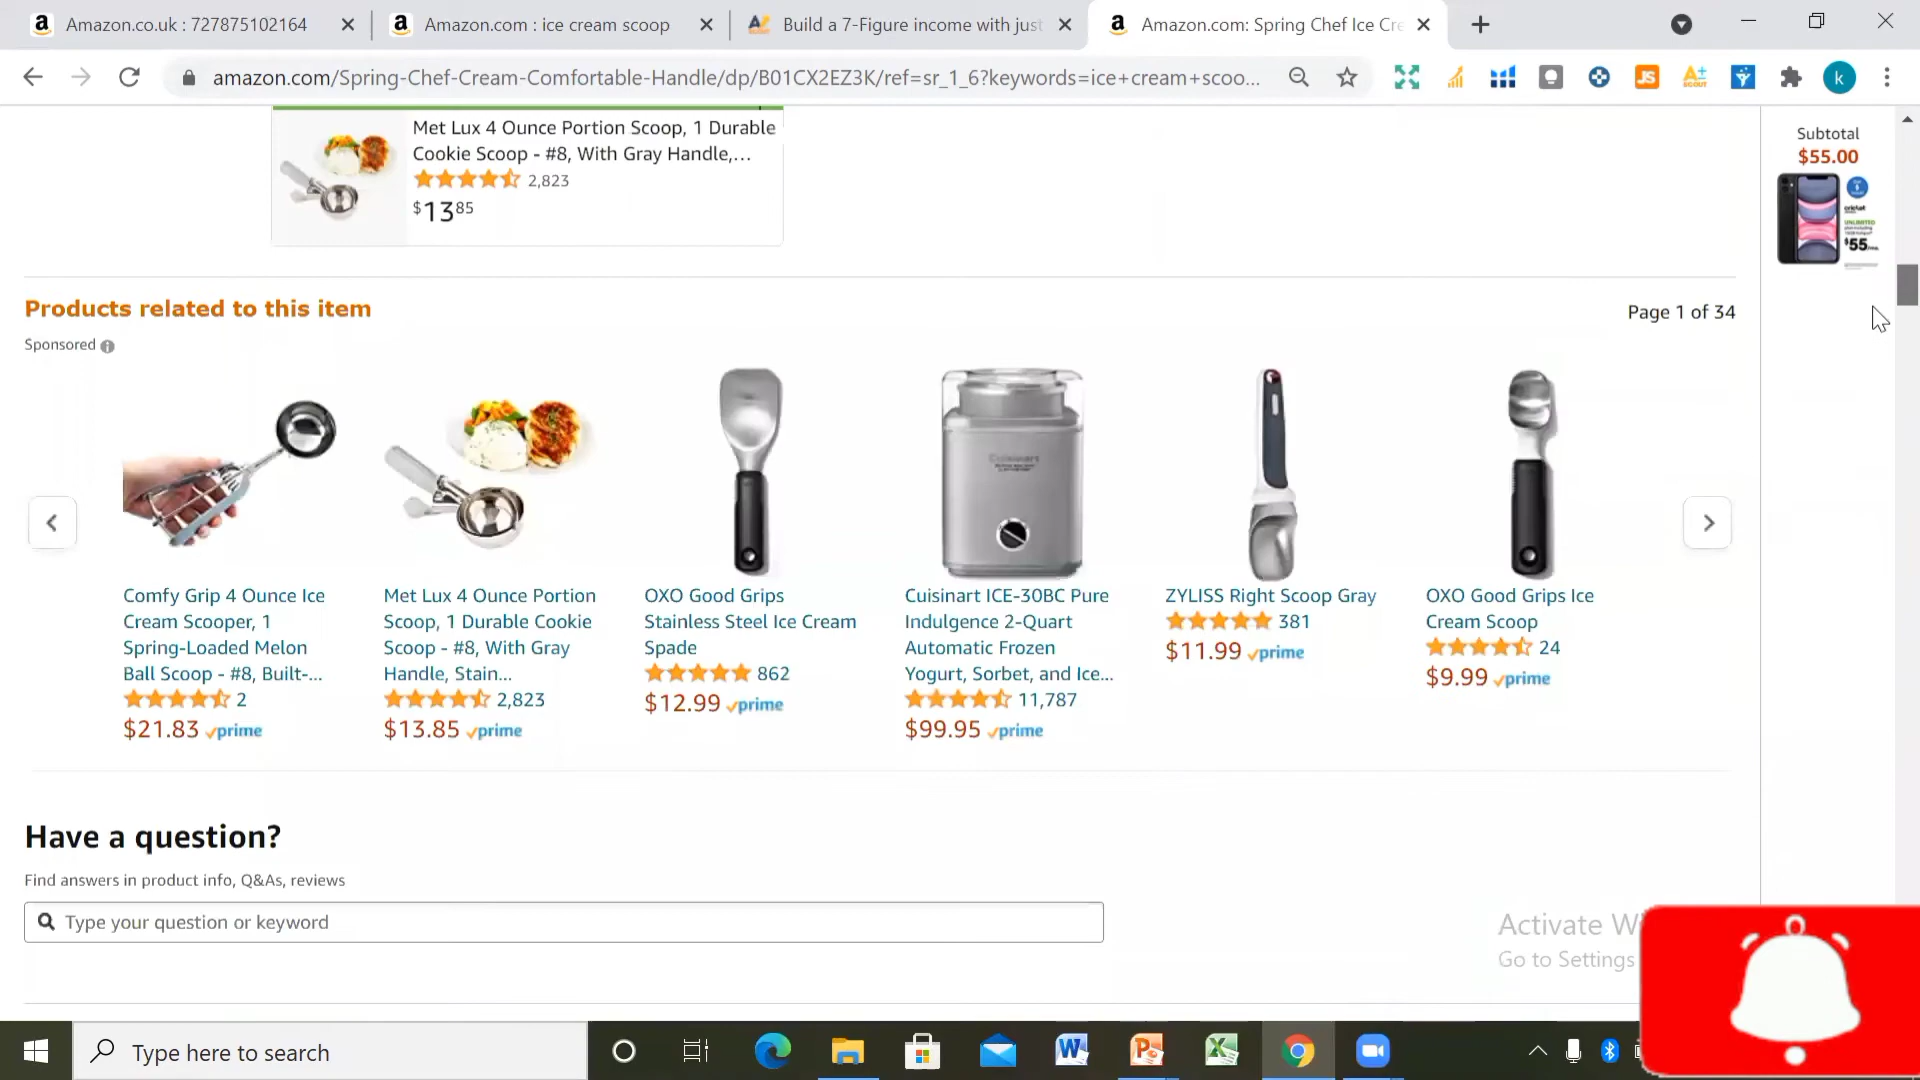 Amazon.co.uk : 727875102164
Amazon.com : ice cream scoop
Build a 7-Figure income with just
Amazon.com: Spring Chef Ice Cre
amazon.com/Spring-Chef-Cream-Comfortable-Handle/dp/B01CX2EZ3K/ref=sr_1_6?keywords=ice+cream+scoo...
JS
k
Met Lux 4 Ounce Portion Scoop, 1 Durable
Cookie Scoop - #8, With Gray Handle,...
2,823
$13.85
Subtotal
$55.00
cricket
UNLIMITED
$55/mo.
Products related to this item
Page 1 of 34
Sponsored
Comfy Grip 4 Ounce Ice
Cream Scooper, 1
Spring-Loaded Melon
Ball Scoop - #8, Built-...
2
$21.83 prime
Met Lux 4 Ounce Portion
Scoop, 1 Durable Cookie
Scoop - #8, With Gray
Handle, Stain...
2,823
$13.85 prime
OXO Good Grips
Stainless Steel Ice Cream
Spade
862
$12.99 prime
Cuisinart
Cuisinart ICE-30BC Pure
Indulgence 2-Quart
Automatic Frozen
Yogurt, Sorbet, and Ice...
11,787
$99.95 prime
ZYLISS Right Scoop Gray
381
$11.99 prime
OXO Good Grips Ice
Cream Scoop
24
$9.99 prime
Have a question?
Find answers in product info, Q&As, reviews
Type your question or keyword
Activate W
Go to Settings
Type here to search